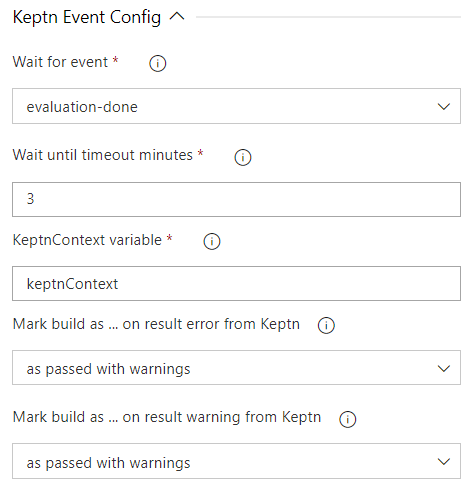 Keptn Event Config
Wait for event *
evaluation-done
Wait until timeout minutes *
3
KeptnContext variable *
keptnContext
Mark build as ... on result error from Keptn
as passed with warnings
Mark build as ... on result warning from Keptn
as passed with warnings